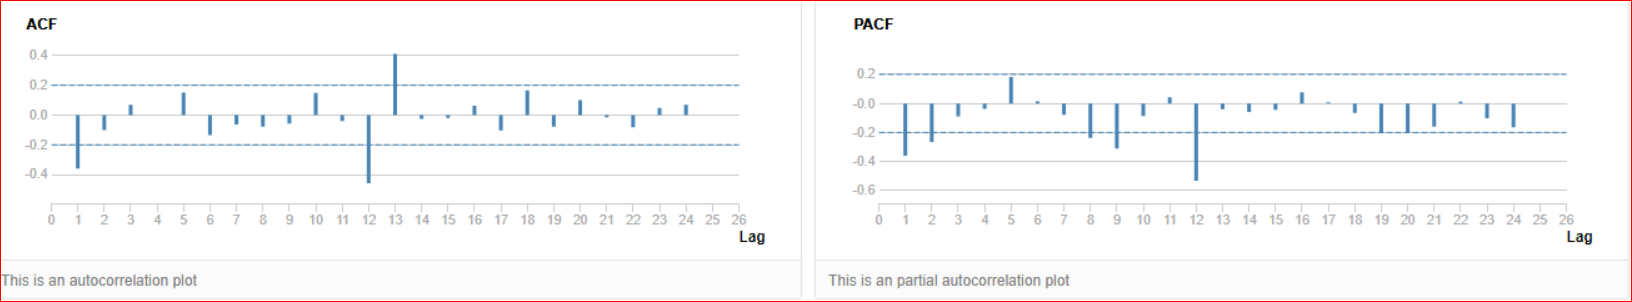 ACF
0.4
0.2
0.0
-0.2
-0.4
0 1 2 3 4 5 6 7 8 9 10 11 12 13 14 15 16 17 18 19 20 21 22 23 24 25 26
Lag
This is an autocorrelation plot
PACF
0.2
-0.0
-0.2
-0.4
-0.6
0 1 2 3 4 5 6 7 8 9 10 11 12 13 14 15 16 17 18 19 20 21 22 23 24 25 26
Lag
This is an partial autocorrelation plot